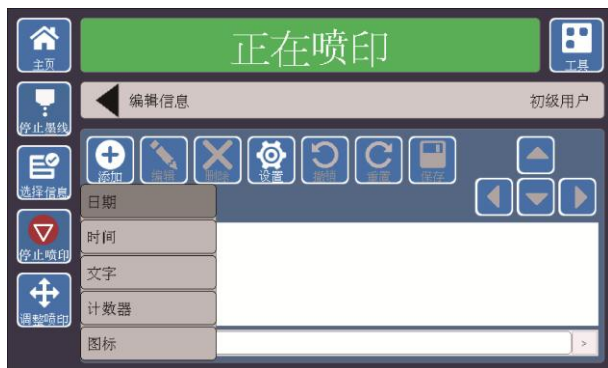 正在喷印
主页
工具
编辑信息
初级用户
停止墨线
添加
编辑
删除
设置
撤销
重置
保存
选择信息
日期
时间
停止喷印
文字
计数器
调整喷印
图标
>